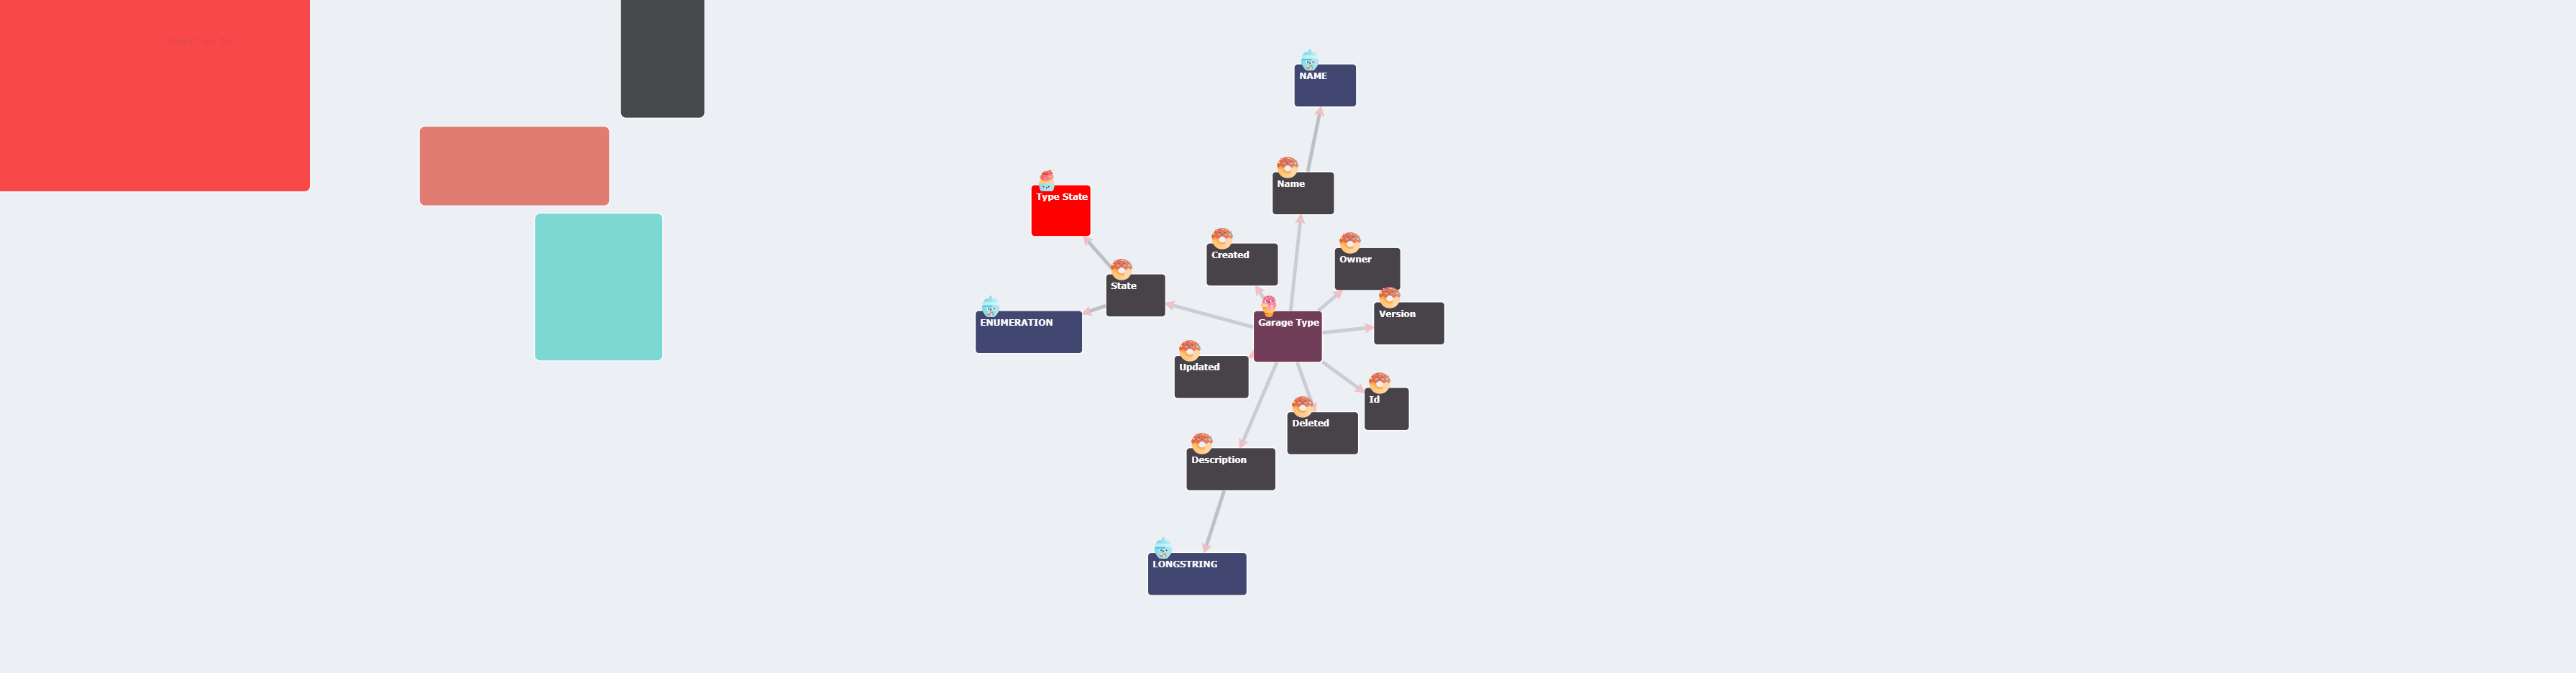 NAME
Name
Type State
Created
Owner
State
Version
ENUMERATION
Garage Type
Updated
Id
Deleted
Description
LONGSTRING